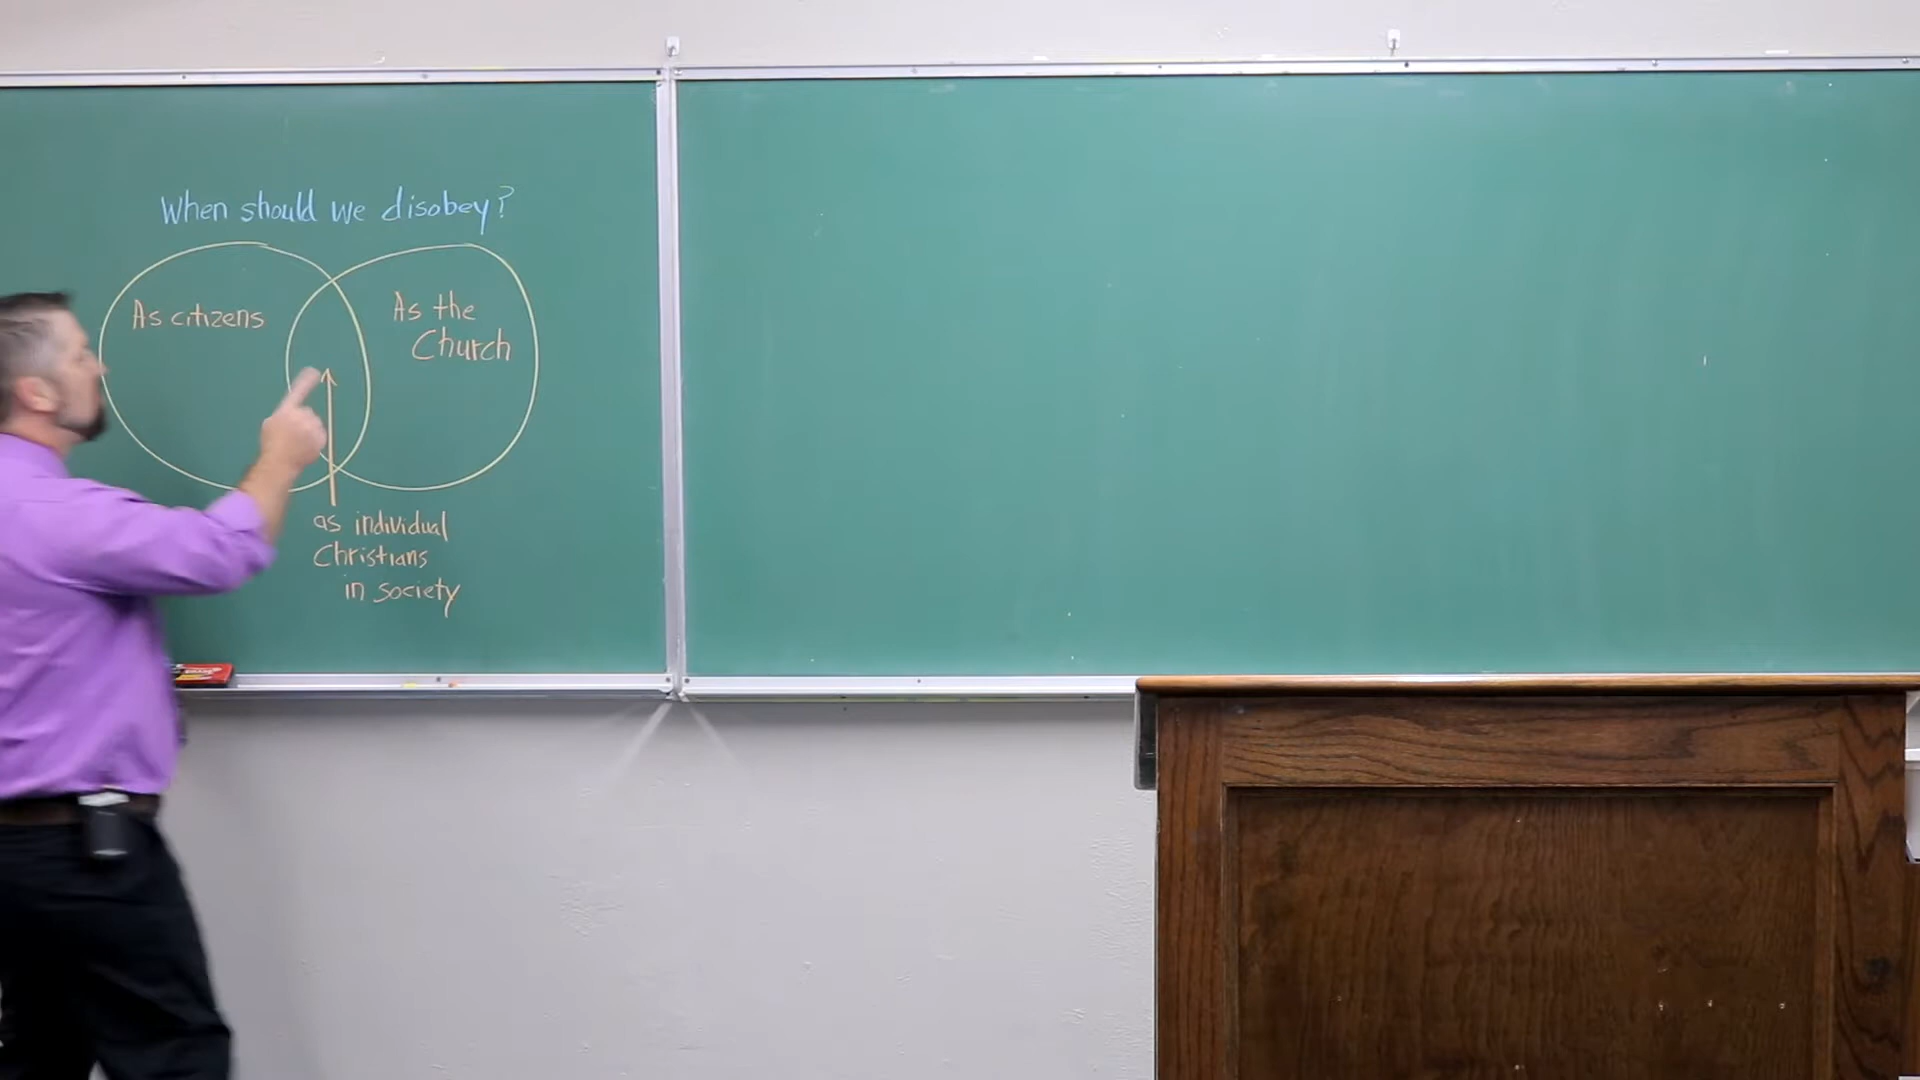 When should we disobey?
As citizens
As the
Church
as individual
Christians
in society